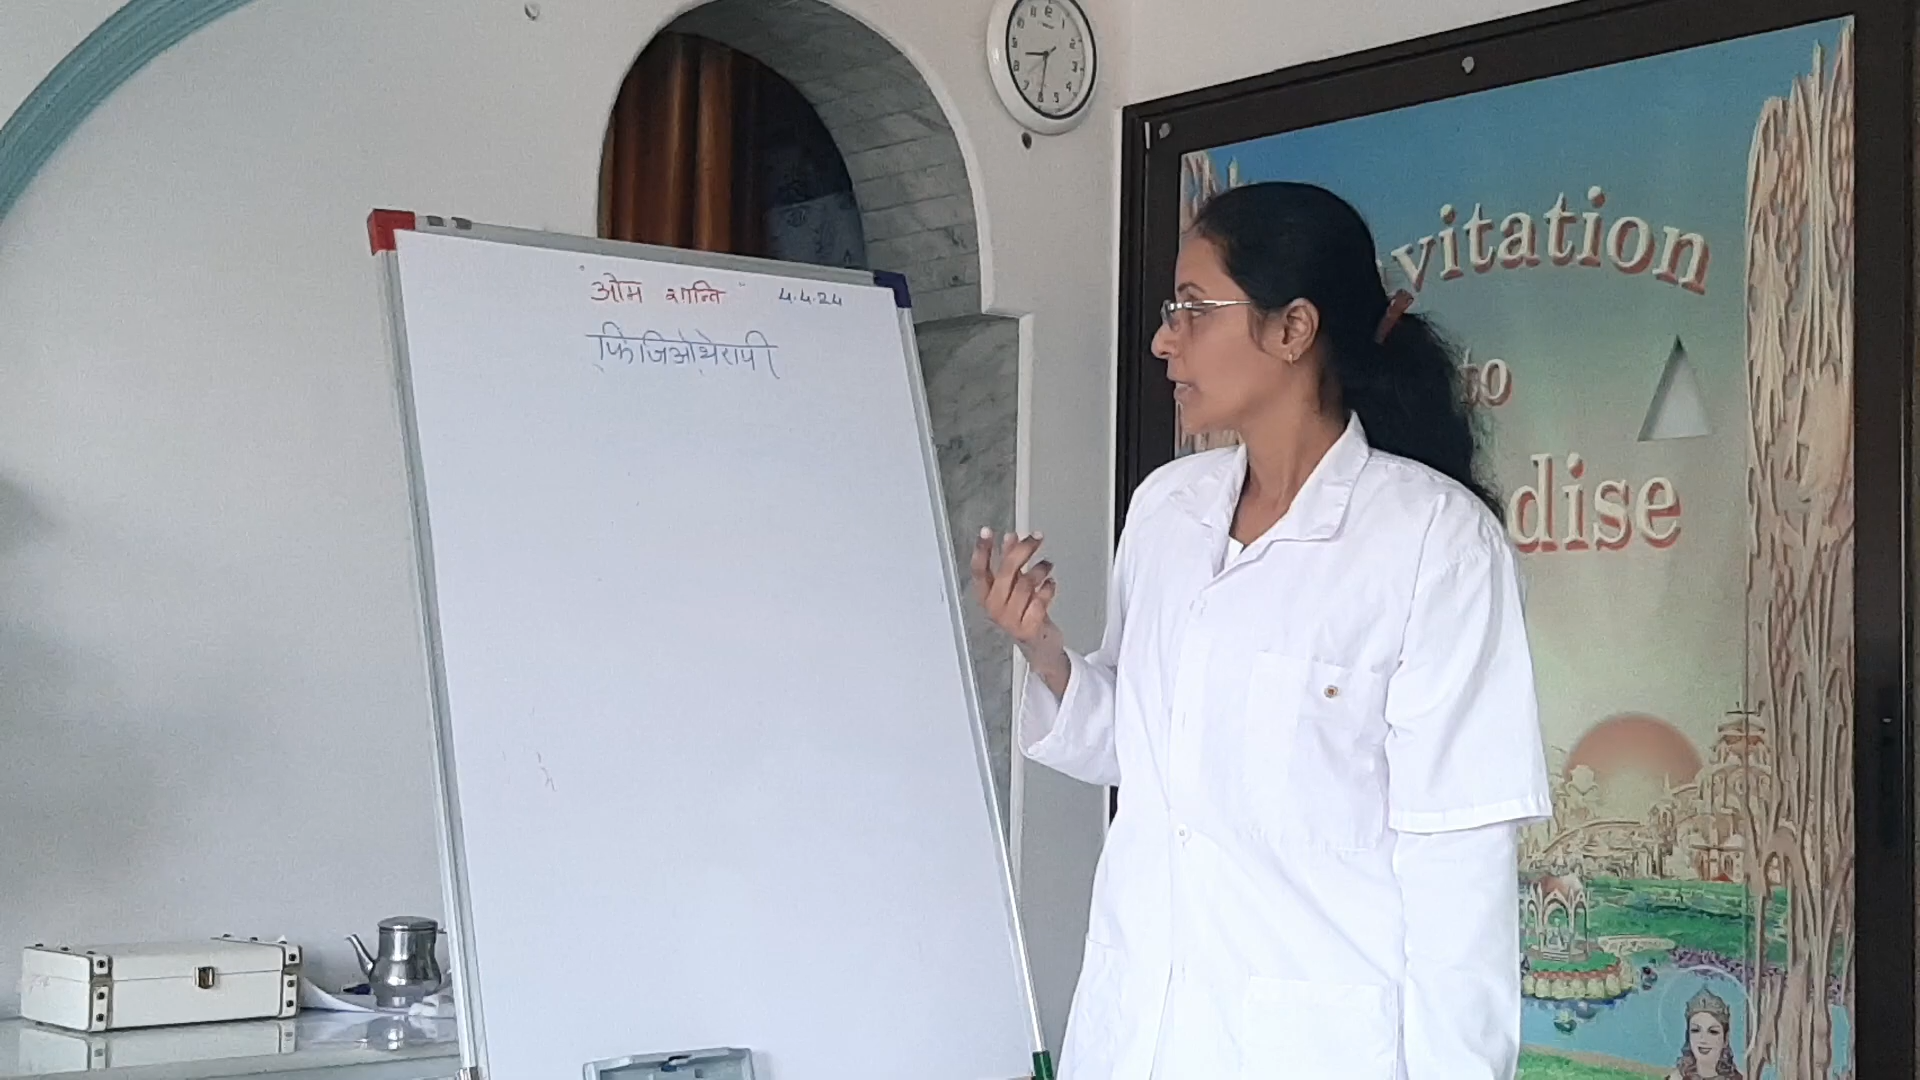 "ओम शान्ति" 4.4.24
फिजिओथेरापी
vitation
to
dise